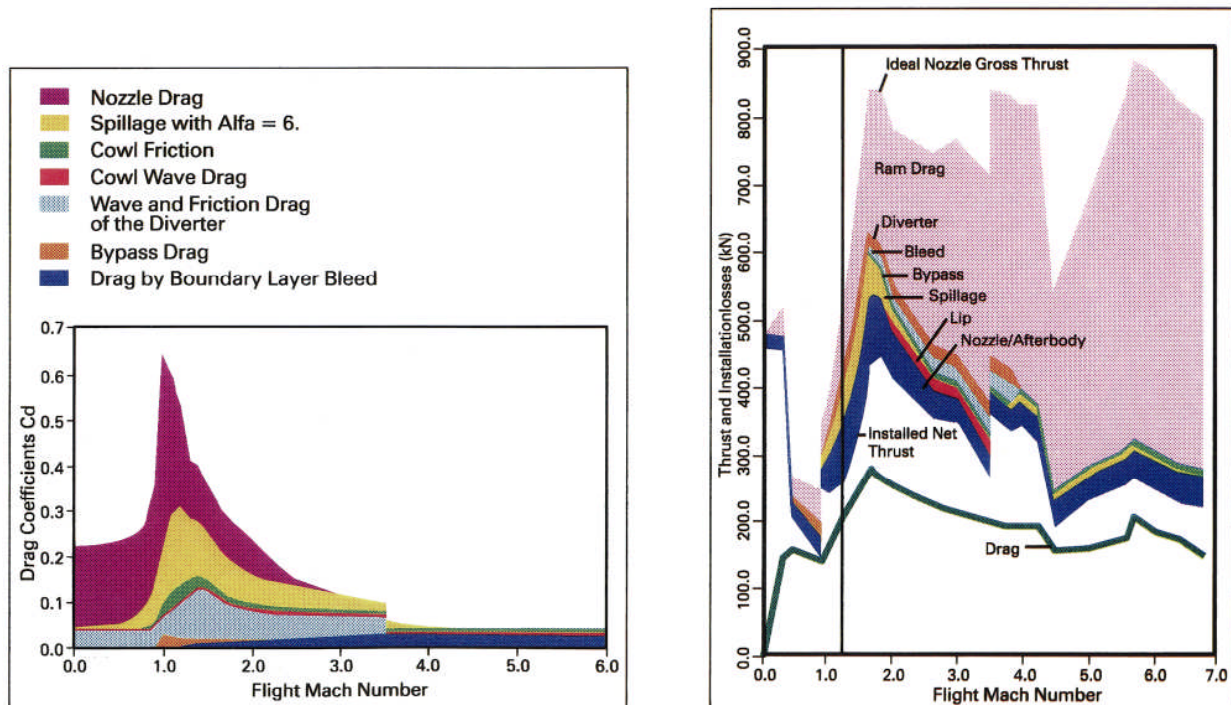 Nozzle Drag
Spillage with Alfa = 6.
Cowl Friction
Cowl Wave Drag
Wave and Friction Drag
of the Diverter
Bypass Drag
Drag by Boundary Layer Bleed
Drag Coefficients Cd
0.7
0.6
0.5
0.4
0.3
0.2
0.1
0.0
0.0
1.0
2.0
3.0
4.0
5.0
6.0
Flight Mach Number
Thrust and Installationlosses (kN)
900.0
800.0
700.0
600.0
500.0
400.0
300.0
200.0
100.0
0.0
Ideal Nozzle Gross Thrust
Ram Drag
Diverter
Bleed
Bypass
Spillage
Lip
Nozzle/Afterbody
Installed Net
Thrust
Drag
0.0
1.0
2.0
3.0
4.0
5.0
6.0
7.0
Flight Mach Number